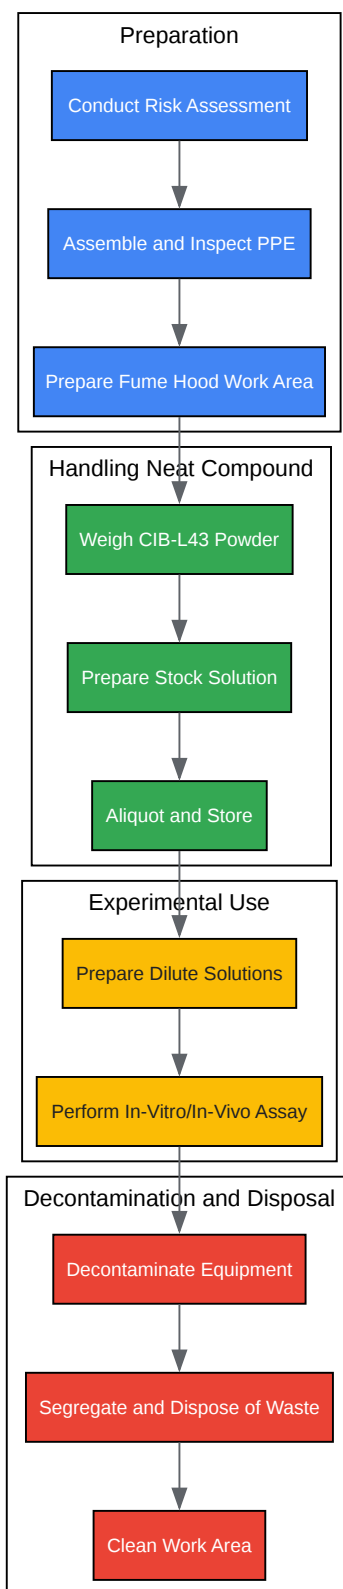 Preparation
Conduct Risk Assessment
Assemble and Inspect PPE
Prepare Fume Hood Work Area
Handling Neat Compound
Weigh CIB-L43 Powder
Prepare Stock Solution
Aliquot and Store
Experimental Use
Prepare Dilute Solutions
Perform In-Vitro/In-Vivo Assay
Decontamination and Disposal
Decontaminate Equipment
Segregate and Dispose of Waste
Clean Work Area